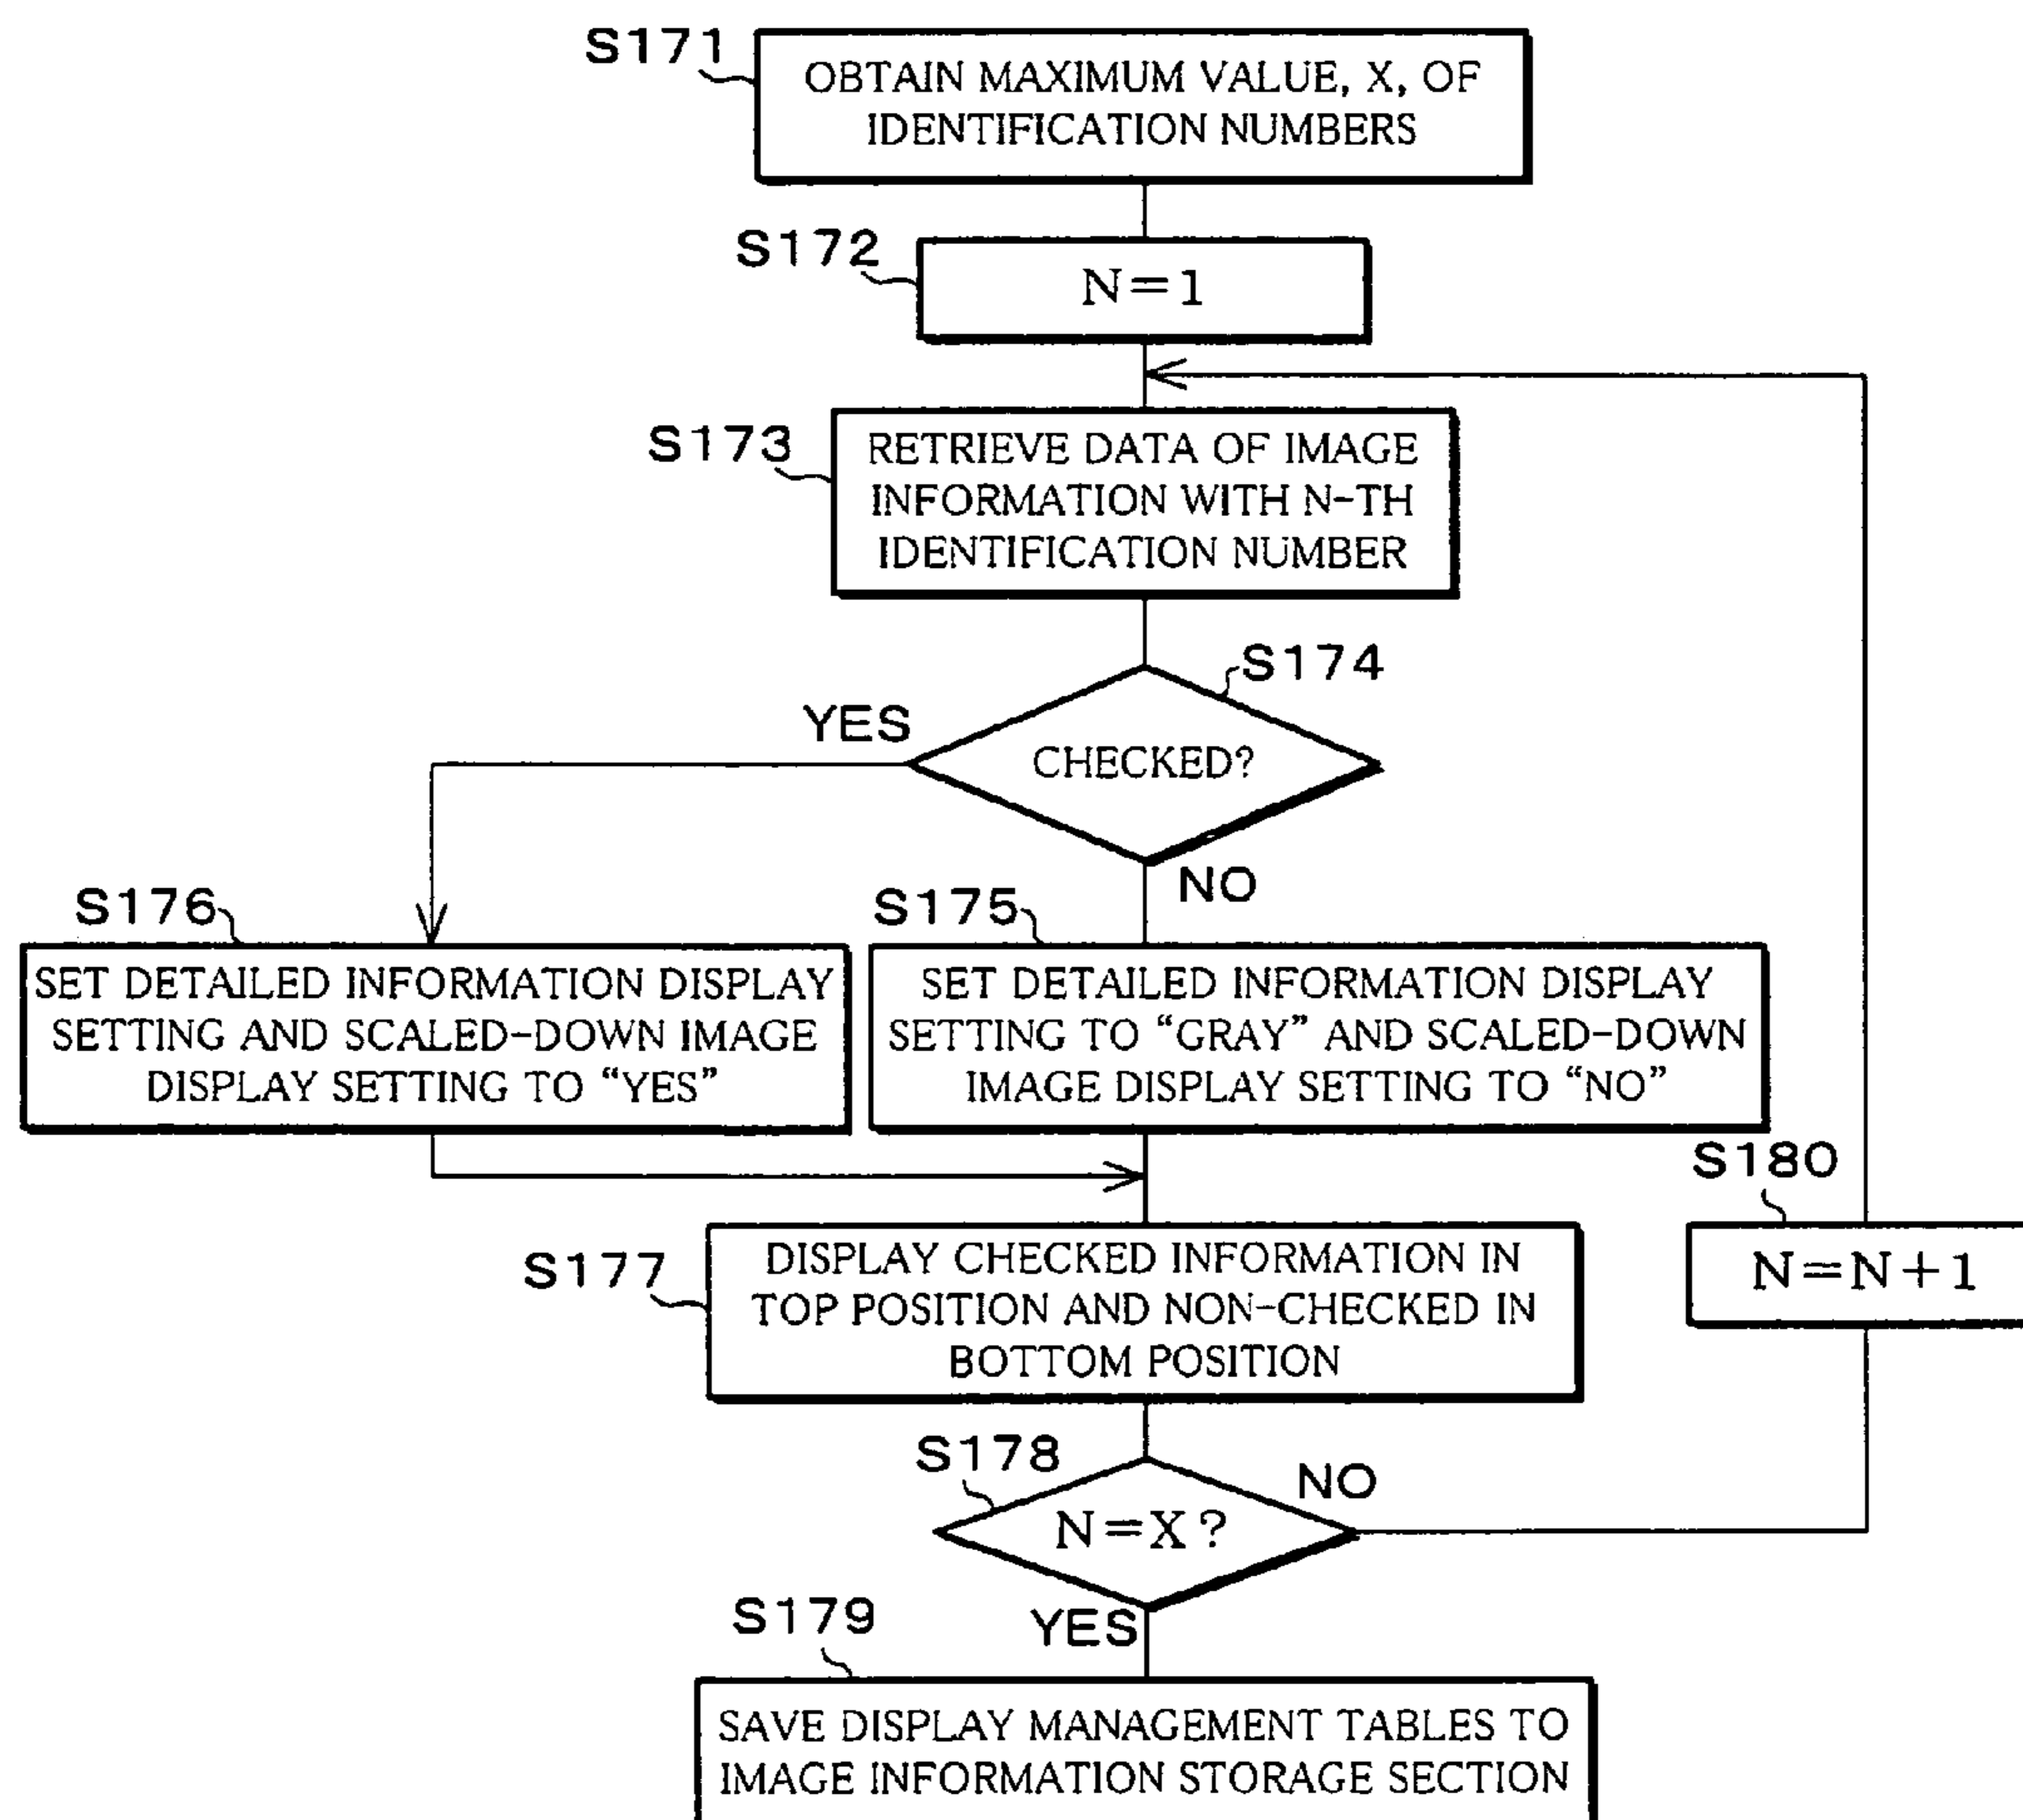 S171
OBTAIN MAXIMUM VALUE, X, OF
IDENTIFICATION NUMBERS
S172
N=1
S173
RETRIEVE DATA OF IMAGE
INFORMATION WITH N-TH
IDENTIFICATION NUMBER
S174
CHECKED?
YES
NO
S176
SET DETAILED INFORMATION DISPLAY
SETTING AND SCALED-DOWN IMAGE
DISPLAY SETTING TO “YES”
S175
SET DETAILED INFORMATION DISPLAY
SETTING TO “GRAY” AND SCALED-DOWN
IMAGE DISPLAY SETTING TO “NO”
S180
N=N+1
S177
DISPLAY CHECKED INFORMATION IN
TOP POSITION AND NON-CHECKED IN
BOTTOM POSITION
S178
N=X?
NO
YES
S179
SAVE DISPLAY MANAGEMENT TABLES TO
IMAGE INFORMATION STORAGE SECTION